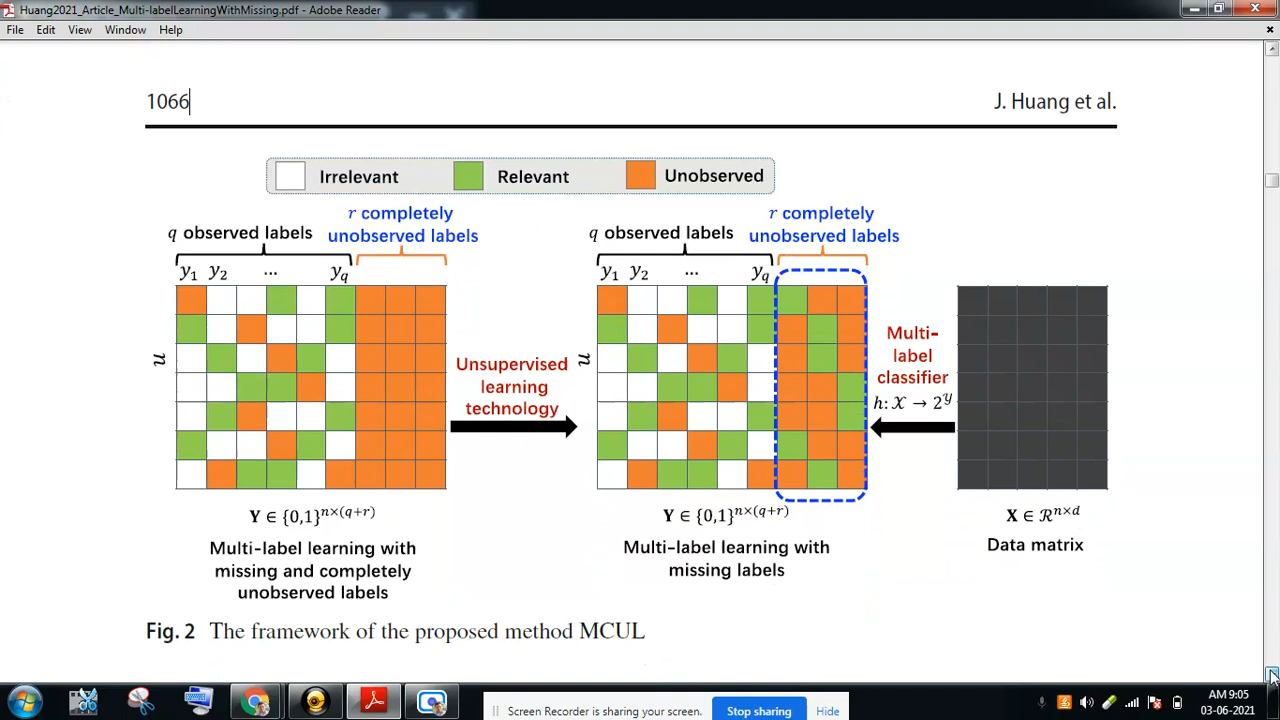 Huang2021_Article_Multi-labelLearningWithMissing.pdf - Adobe Reader
File Edit View Window Help
1066 J. Huang et al.
Irrelevant Relevant Unobserved
r completely
unobserved labels
q observed labels
y1 y2 ... yq
n
Y ∈ {0,1}^n×(q+r)
Multi-label learning with
missing and completely
unobserved labels
Unsupervised
learning
technology
r completely
unobserved labels
q observed labels
y1 y2 ... yq
n
Y ∈ {0,1}^n×(q+r)
Multi-label learning with
missing labels
Multi-
label
classifier
h: X → 2^y
X ∈ R^n×d
Data matrix
Fig. 2 The framework of the proposed method MCUL
Screen Recorder is sharing your screen. Stop sharing Hide
AM 9:05
03-06-2021